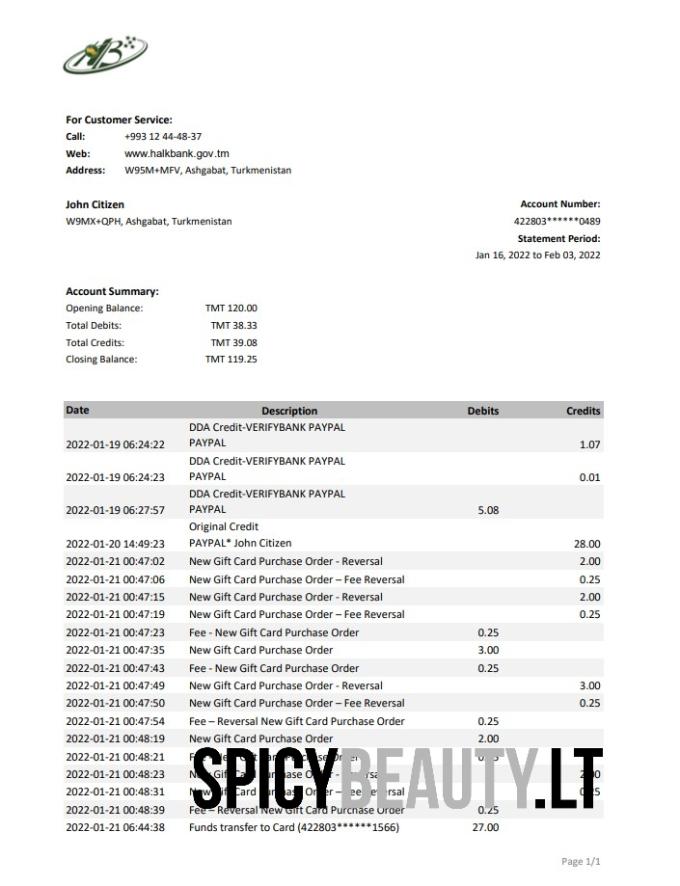 HB
For Customer Service:
Call: +993 12 44-48-37
Web: www.halkbank.gov.tm
Address: W95M+MFV, Ashgabat, Turkmenistan
John Citizen Account Number:
W9MX+QPH, Ashgabat, Turkmenistan 422803******0489
Statement Period:
Jan 16, 2022 to Feb 03, 2022
Account Summary:
Opening Balance: TMT 120.00
Total Debits: TMT 38.33
Total Credits: TMT 39.08
Closing Balance: TMT 119.25
Date Description Debits Credits
DDA Credit-VERIFYBANK PAYPAL
2022-01-19 06:24:22 PAYPAL 1.07
DDA Credit-VERIFYBANK PAYPAL
2022-01-19 06:24:23 PAYPAL 0.01
DDA Credit-VERIFYBANK PAYPAL
2022-01-19 06:27:57 PAYPAL 5.08
Original Credit
2022-01-20 14:49:23 PAYPAL* John Citizen 28.00
2022-01-21 00:47:02 New Gift Card Purchase Order - Reversal 2.00
2022-01-21 00:47:06 New Gift Card Purchase Order – Fee Reversal 0.25
2022-01-21 00:47:15 New Gift Card Purchase Order - Reversal 2.00
2022-01-21 00:47:19 New Gift Card Purchase Order – Fee Reversal 0.25
2022-01-21 00:47:23 Fee - New Gift Card Purchase Order 0.25
2022-01-21 00:47:35 New Gift Card Purchase Order 3.00
2022-01-21 00:47:43 Fee - New Gift Card Purchase Order 0.25
2022-01-21 00:47:49 New Gift Card Purchase Order - Reversal 3.00
2022-01-21 00:47:50 New Gift Card Purchase Order – Fee Reversal 0.25
2022-01-21 00:47:54 Fee – Reversal New Gift Card Purchase Order 0.25
2022-01-21 00:48:19 New Gift Card Purchase Order 2.00
2022-01-21 00:48:21
2022-01-21 00:48:23
2022-01-21 00:48:31
SPICYBEAUTY.LT
2022-01-21 00:48:39 Fee – Reversal New Gift Card Purchase Order 0.25
2022-01-21 06:44:38 Funds transfer to Card (422803******1566) 27.00
Page 1/1